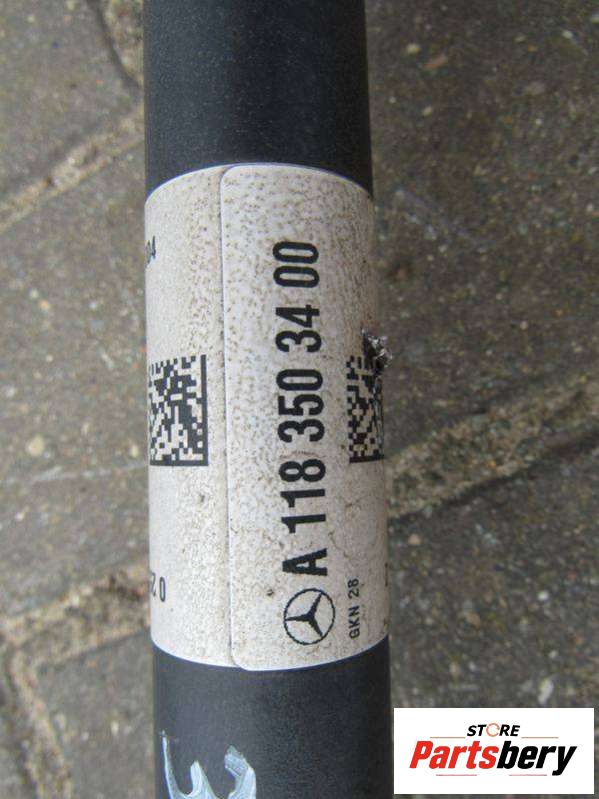 A 118 350 34 00
GKN 28
STORE
Partsbery